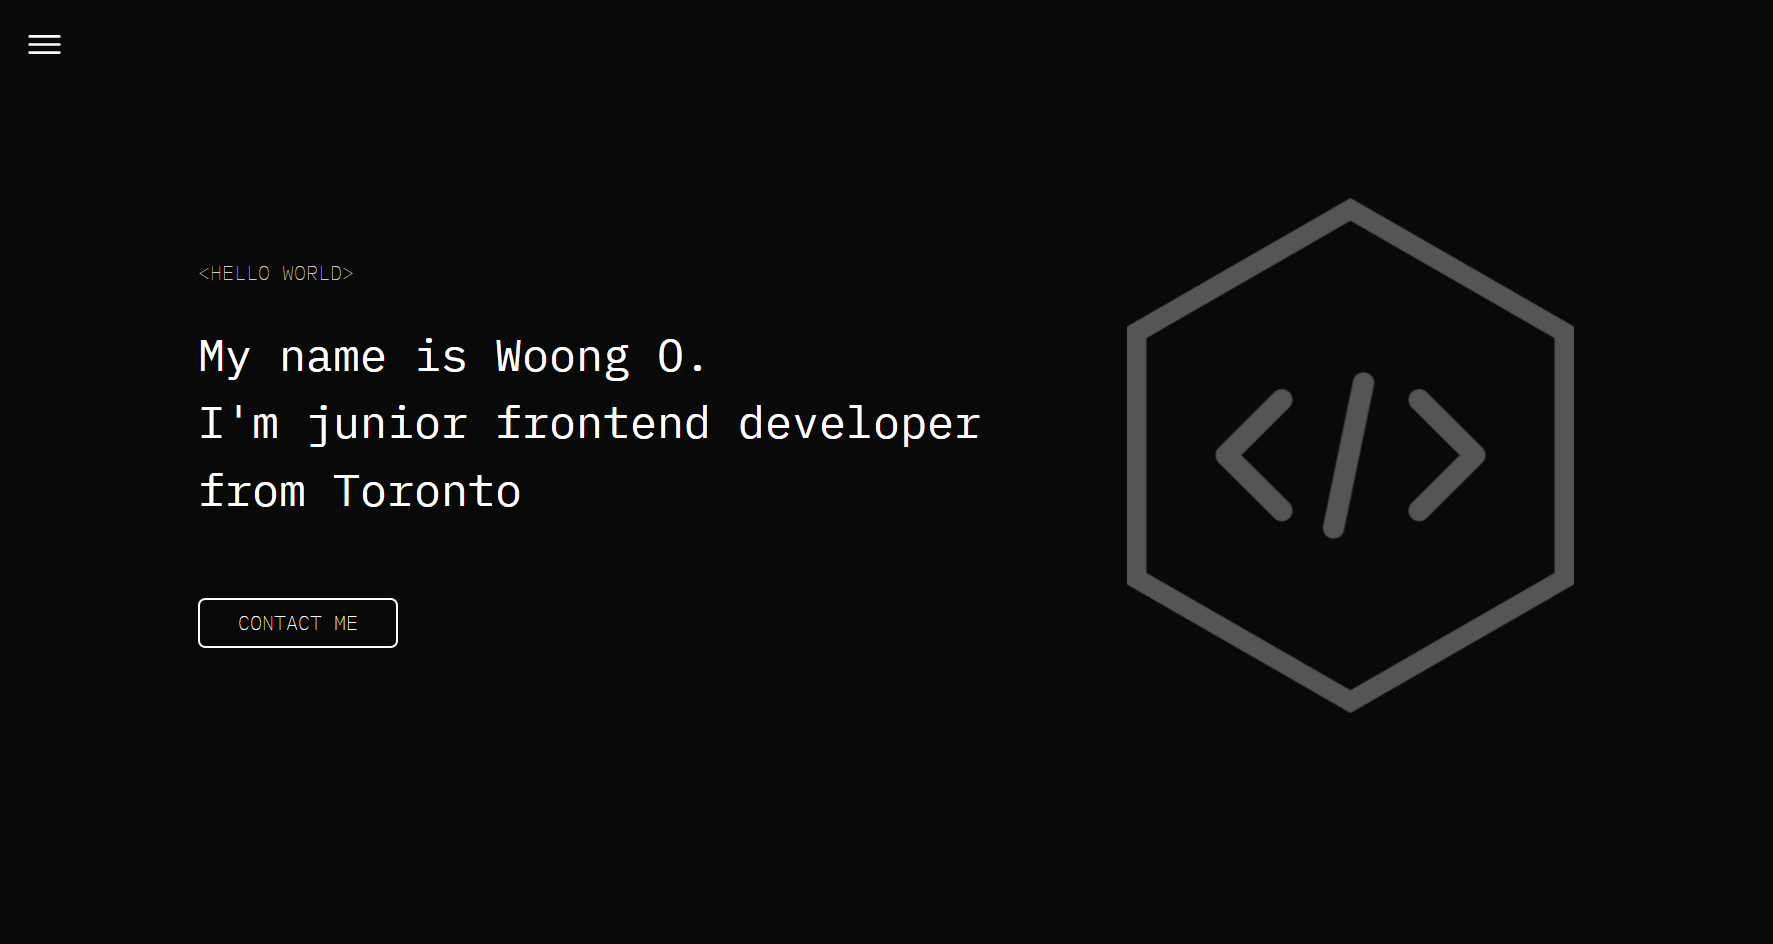 <HELLO WORLD>
My name is Woong O.
I'm junior frontend developer
from Toronto
</>
CONTACT ME